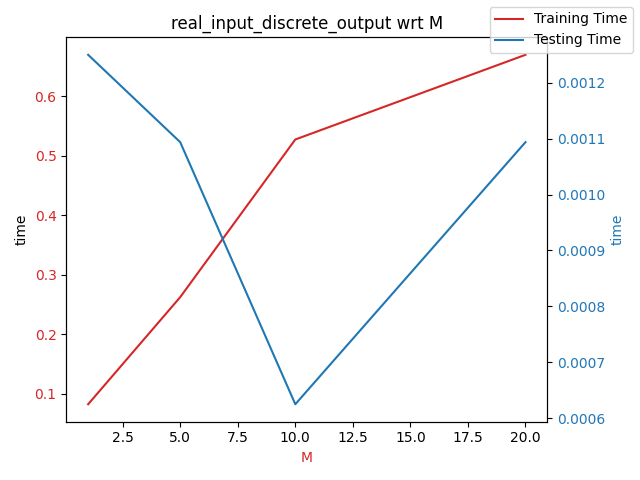 real_input_discrete_output wrt M
Training Time
Testing Time
0.6
0.5
0.4
0.3
0.2
0.1
time
0.0012
0.0011
0.0010
0.0009
0.0008
0.0007
0.0006
time
2.5 5.0 7.5 10.0 12.5 15.0 17.5 20.0
M